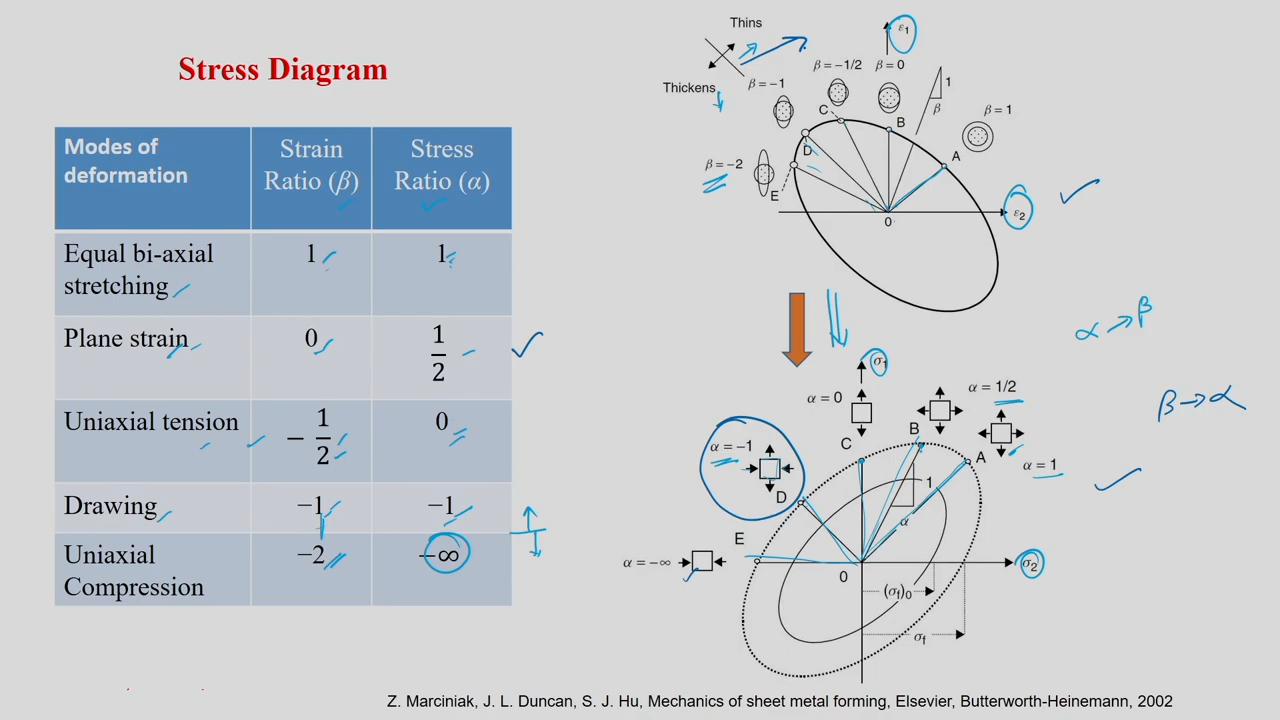 Stress Diagram
Modes of deformation
Strain Ratio (β)
Stress Ratio (α)
Equal bi-axial stretching
1
1
Plane strain
0
1/2
Uniaxial tension
−1/2
0
Drawing
−1
−1
Uniaxial Compression
−2
−∞
Thins
Thickens
ε1
β=−1/2
β=0
β=−1
1
β
β=1
C
B
D
A
β=−2
E
0
ε2
α→β
β→α
σ1
α=0
α = 1/2
α=−1
B
C
A
α=1
D
1
α
E
α=−∞
0
σ2
(σf)0
σf
Z. Marciniak, J. L. Duncan, S. J. Hu, Mechanics of sheet metal forming, Elsevier, Butterworth-Heinemann, 2002